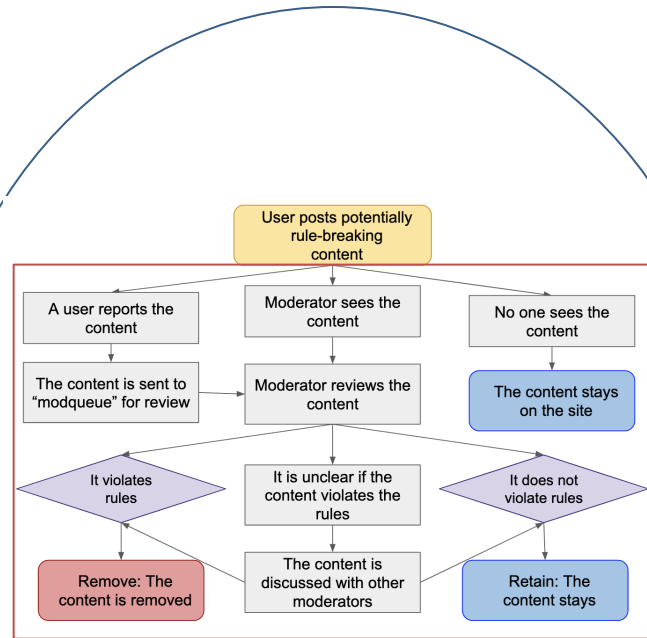 User posts potentially
rule-breaking
content
A user reports the
content
Moderator sees the
content
No one sees the
content
The content is sent to
“modqueue” for review
Moderator reviews the
content
The content stays
on the site
It violates
rules
It is unclear if the
content violates the
rules
It does not
violate rules
Remove: The
content is removed
The content is
discussed with other
moderators
Retain: The
content stays